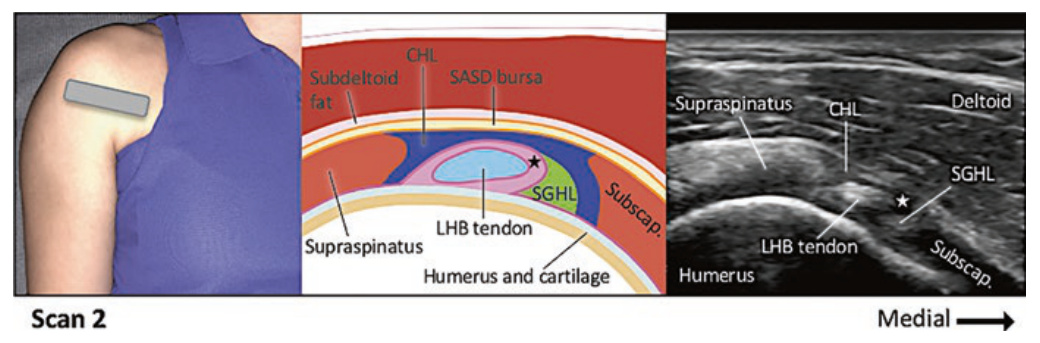 CHL
Subdeltoid
fat
SASD bursa
SGHL
Subscap.
LHB tendon
Supraspinatus
Humerus and cartilage
Supraspinatus
CHL
Deltoid
SGHL
LHB tendon
Subscap.
Humerus
Scan 2
Medial